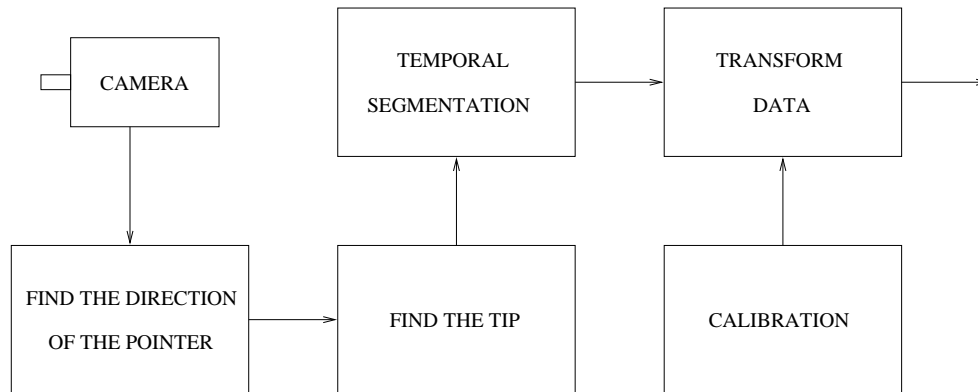 CAMERA
TEMPORAL
SEGMENTATION
TRANSFORM
DATA
FIND THE DIRECTION
OF THE POINTER
FIND THE TIP
CALIBRATION